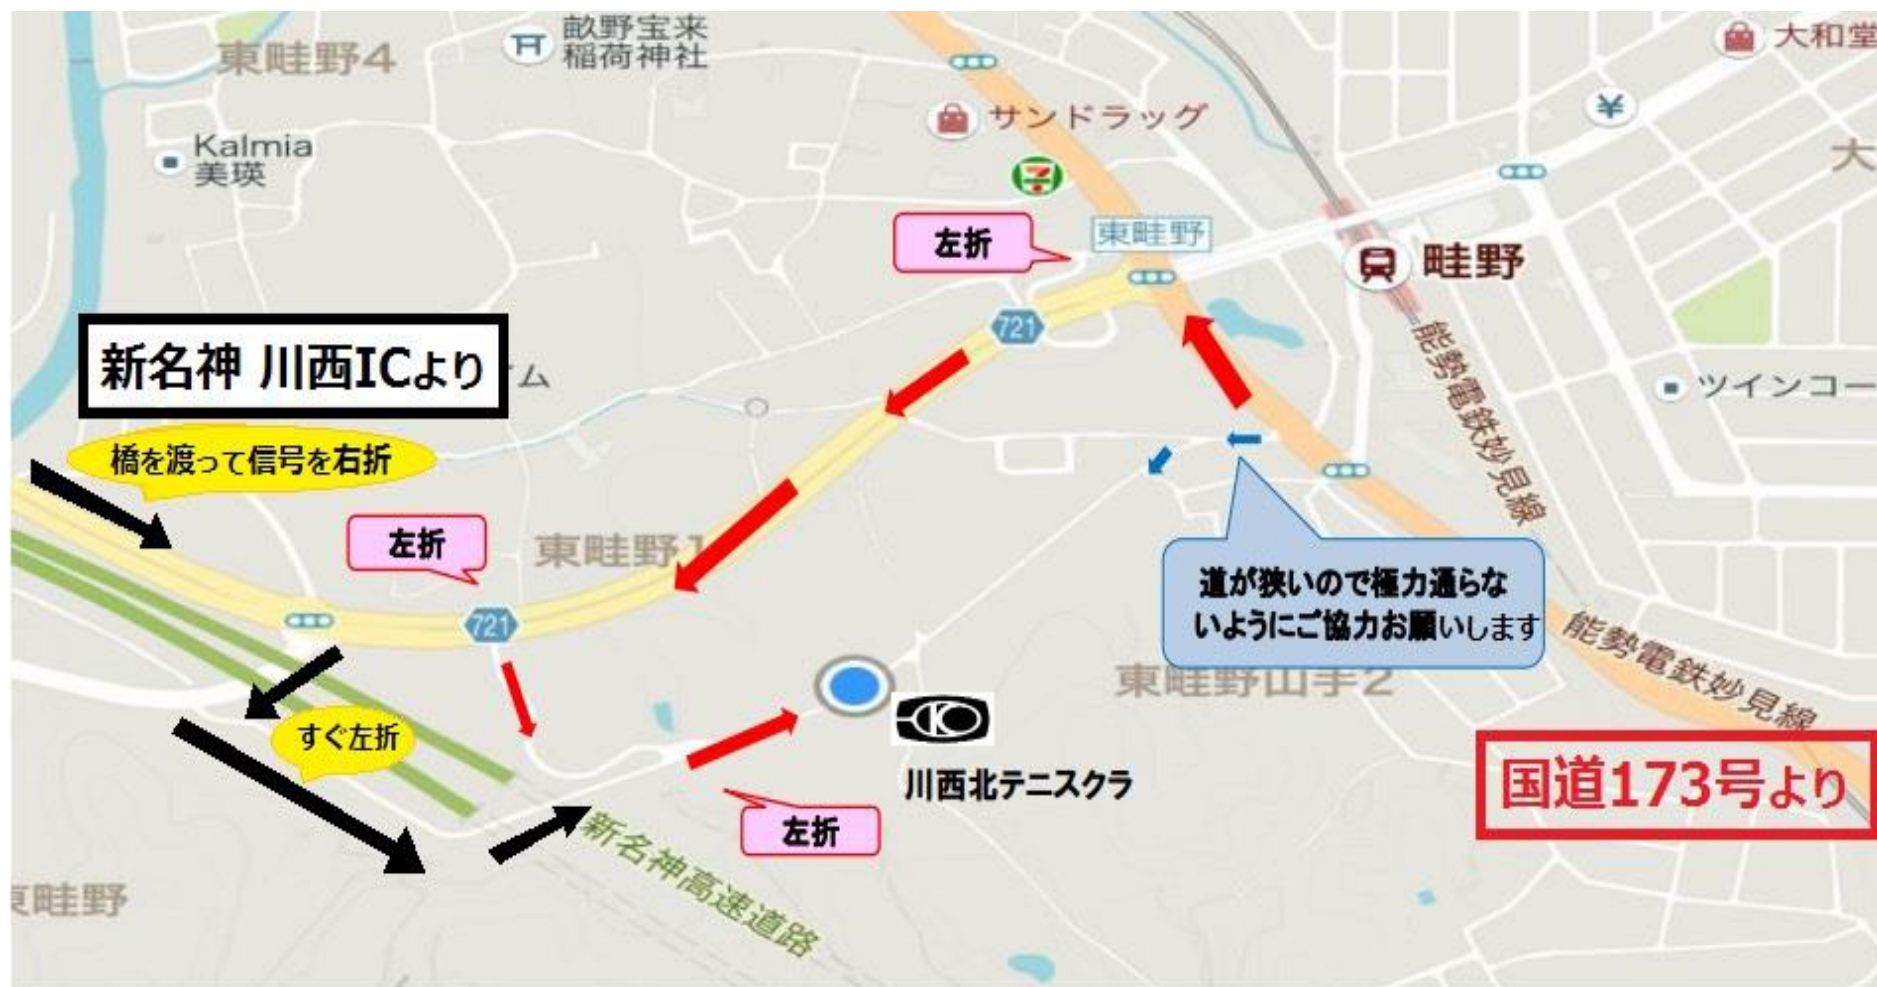 東畦野4
畝野宝来
稲荷神社
大和堂
サンドラッグ
Kalmia
美瑛
大
左折
東畦野
畦野
721
新名神 川西ICより
イム
能勢電鉄妙見線
ツインコー
橋を渡って信号を右折
左折
東畦野1
道が狭いので極力通らな
いようにご協力お願いします
721
能勢電鉄妙見線
東畦野山手2
すぐ左折
川西北テニスクラ
国道173号より
左折
新名神高速道路
東畦野